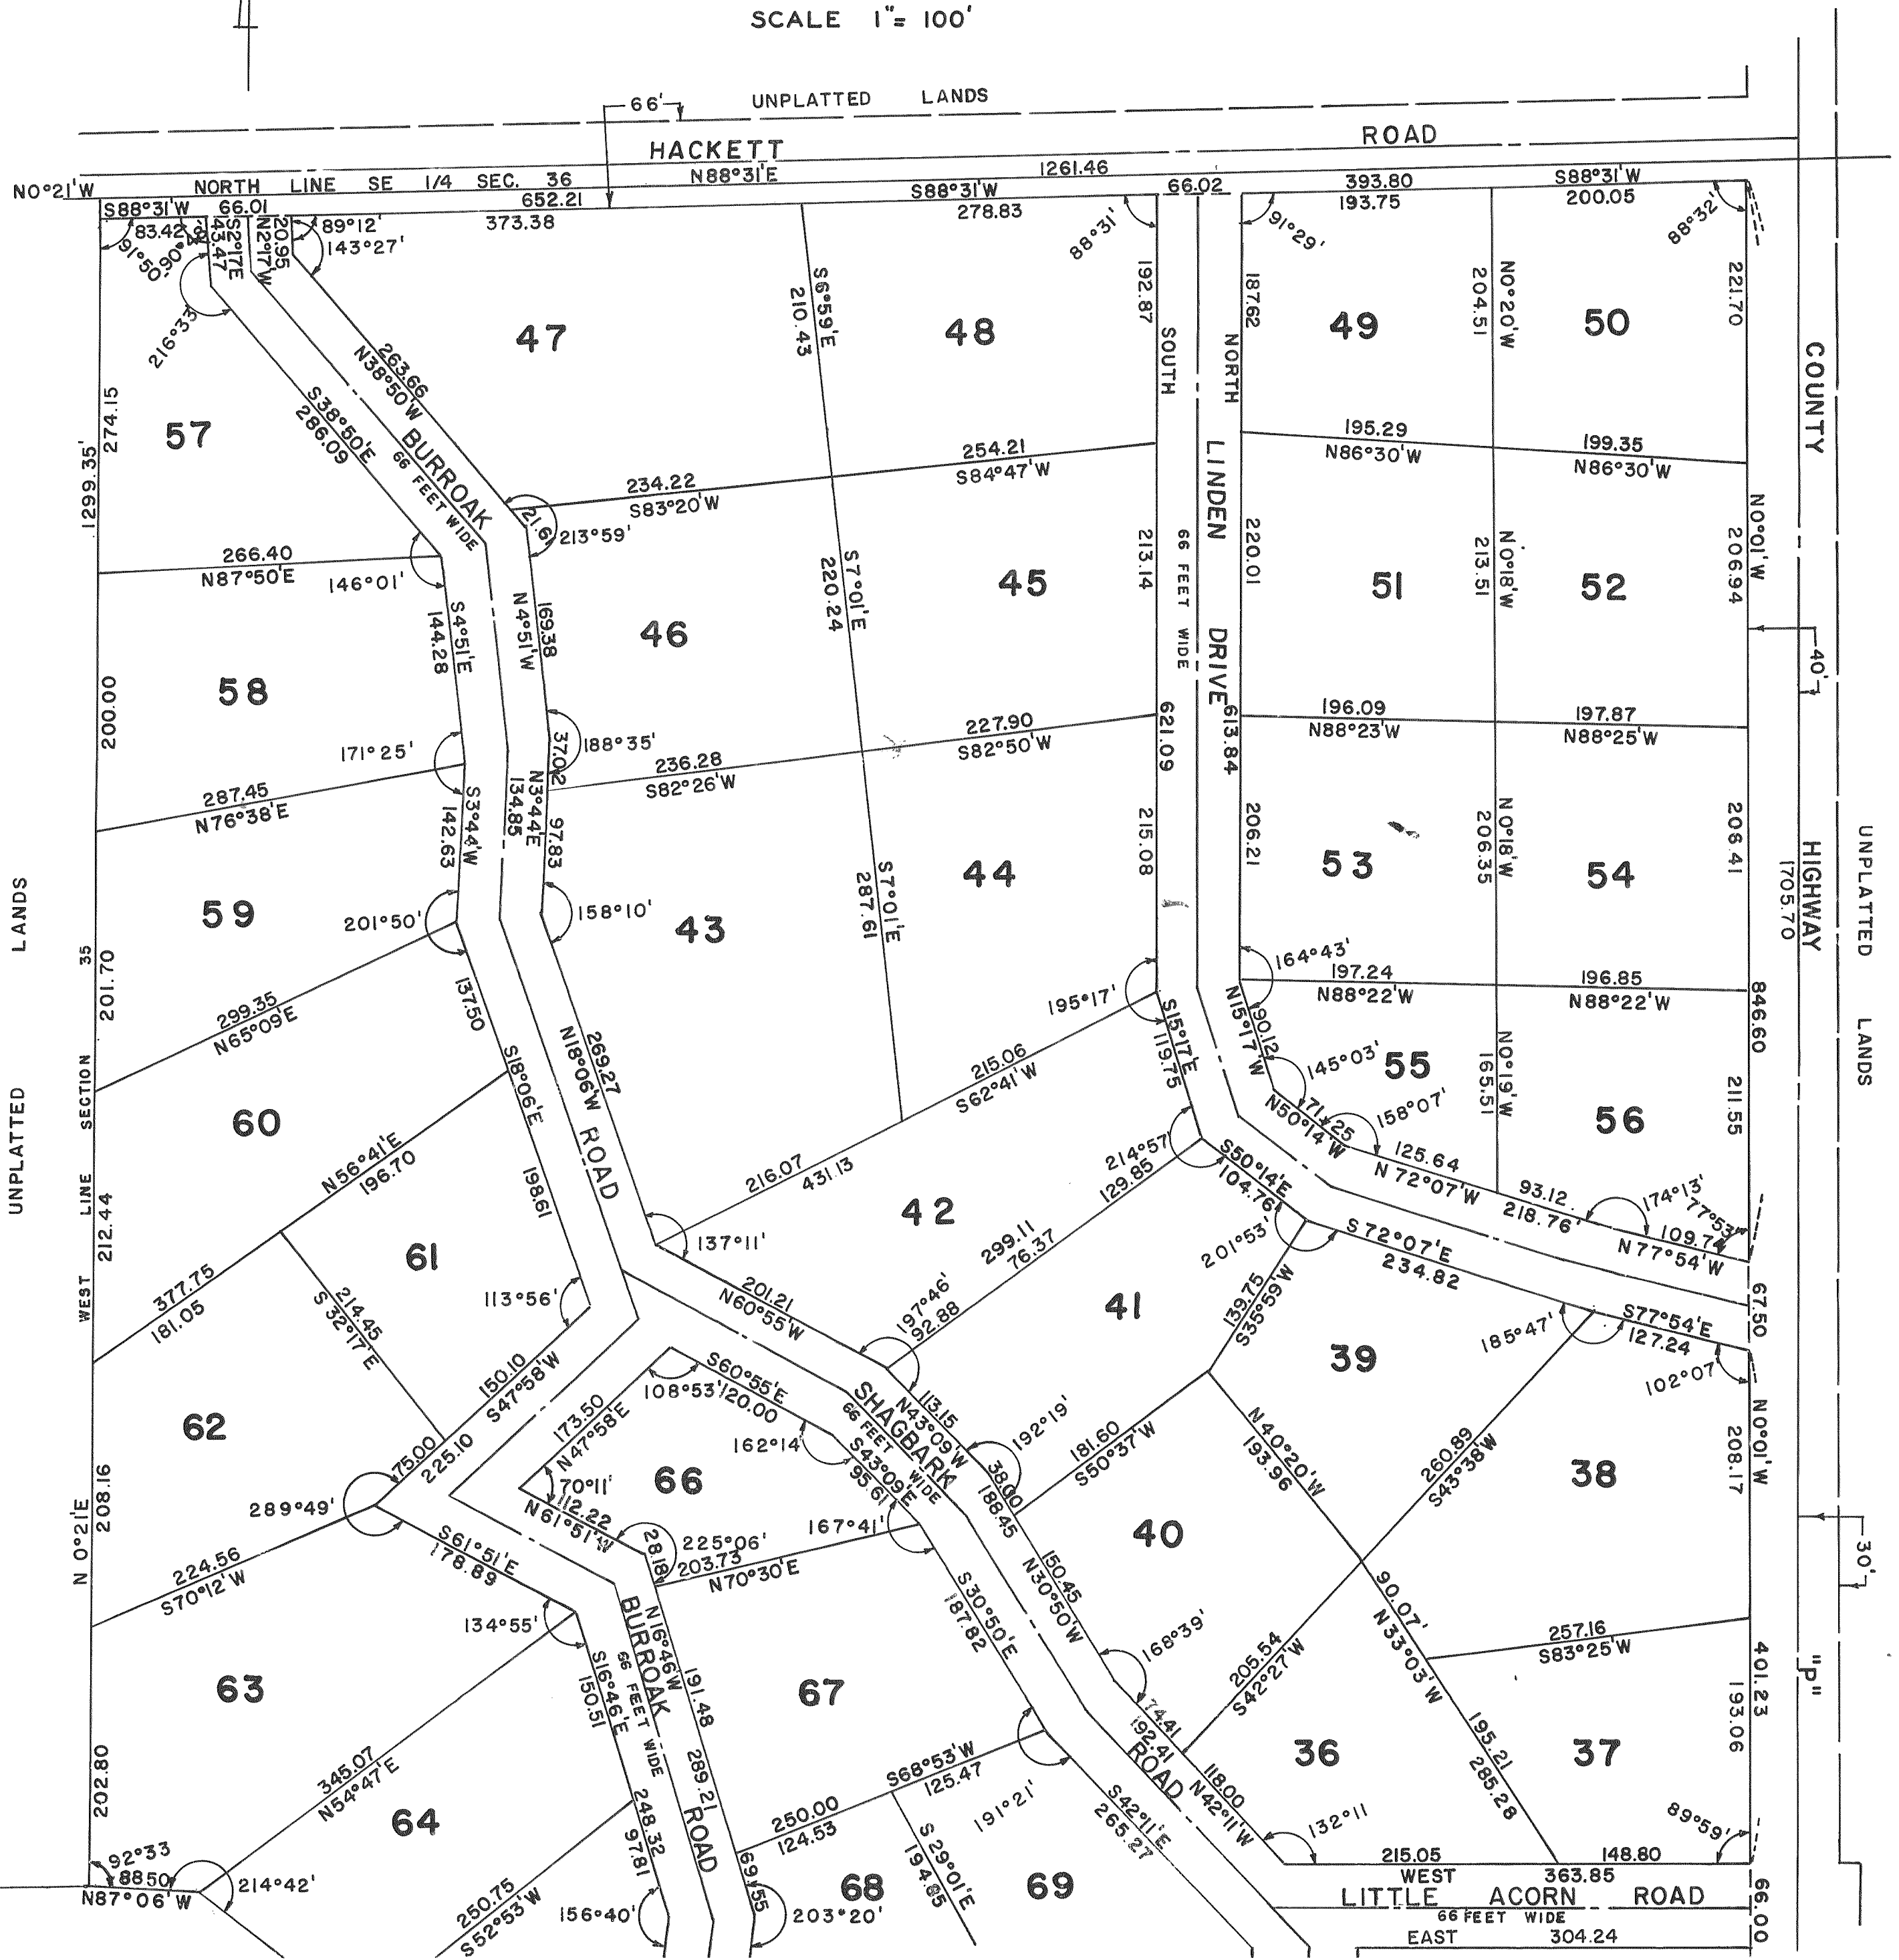 SCALE 1"= 100'
66'
UNPLATTED LANDS
HACKETT ROAD
N0°21'W
NORTH LINE SE 1/4 SEC. 36
N88°31'E
1261.46
S88°31'W
66.01
652.21
S88°31'W
66.02
393.80
S88°31'W
83.42
373.38
278.83
193.75
200.05
91°50'
43.47
S2°17E
N2°17'W
20.95
89°12'
143°27'
88°31'
91°29'
88°32'
216°33'
47
S6°59'E
210.43
48
192.87
SOUTH
NORTH
187.62
49
204.51
N0°20'W
50
221.70
COUNTY
57
274.15
1299.35'
263.66
N38°50'W
S38°50'E
286.09
BURROAK
66 FEET WIDE
254.21
S84°47'W
234.22
S83°20'W
195.29
N86°30'W
199.35
N86°30'W
21.61
213°59'
266.40
N87°50'E
146°01'
LINDEN DRIVE
66 FEET WIDE
N0°01'W
206.94
40'
S4°51'E
144.28
N4°51'W
169.38
46
S7°01'E
220.24
45
213.14
220.01
51
213.51
N0°18'W
52
58
200.00
171°25'
188°35'
37.02
227.90
S82°50'W
236.28
S82°26'W
621.09
613.84
196.09
N88°23'W
197.87
N88°25'W
287.45
N76°38'E
S3°44'W
142.63
134.85
N3°44'E
97.83
215.08
206.21
53
206.35
N0°18'W
54
206.41
1705.70
HIGHWAY
UNPLATTED LANDS
59
201°50'
158°10'
43
S7°01'E
287.61
44
164°43'
197.24
N88°22'W
196.85
N88°22'W
UNPLATTED LANDS
WEST LINE SECTION 35
201.70
299.35
N65°09'E
137.50
S18°06'E
N18°06'W
269.27
195°17'
S15°17'E
119.75
N15°17'W
90.12
145°03'
55
165.51
N0°19'W
56
846.60
211.55
60
215.06
S62°41'W
71.25
N50°14'W
158°07'
212.44
N56°41'E
196.70
198.61
ROAD
216.07
431.13
214°57'
129.85
S50°14'E
104.76
125.64
N72°07'W
93.12
218.76'
174°13'
77°53'
109.74
N77°54'W
42
61
137°11'
299.11
76.37
201°53'
S72°07'E
234.82
67.50
377.75
181.05
214.45
S32°17'E
113°56'
201.21
N60°55'W
197°46'
92.88
41
139.75
S35°59'W
39
185°47'
S77°54'E
127.24
102°07'
62
150.10
S47°58'W
173.50
N47°58'E
108°53'
S60°55'E
120.00
SHAGBARK
66 FEET WIDE
113.15
N43°09'W
192°19'
181.60
S50°37'W
N40°20'W
193.96
260.89
S43°38'W
38
N0°01'W
208.17
75.00
225.10
162°14'
S43°09'E
95.61
38.00
188.45
66
70°11'
112.22
N61°51'W
N0°21'E
208.16
289°49'
S61°51'E
178.89
28.18
225°06'
203.73
N70°30'E
167°41'
40
30'
224.56
S70°12'W
134°55'
BURROAK
66 FEET WIDE
N16°46'W
191.48
S30°50'E
187.82
150.45
N30°50'W
168°39'
205.54
S42°27'W
90.07'
N33°03'W
257.16
S83°25'W
401.23
193.06
"P"
63
S16°46'E
150.51
67
74.41
192.41
36
195.21
285.28
37
202.80
345.07
N54°47'E
64
289.21
ROAD
S68°53'W
125.47
ROAD
118.00
N42°11'W
250.00
124.53
191°21'
S42°11'E
265.27
132°11
89°59'
248.32
97.81
215.05
148.80
WEST
363.85
92°33
88.50
N87°06'W
214°42'
250.75
S52°53'W
156°40'
69.55
203°20'
68
S29°01'E
194.85
69
LITTLE ACORN ROAD
66 FEET WIDE
66.00
EAST
304.24